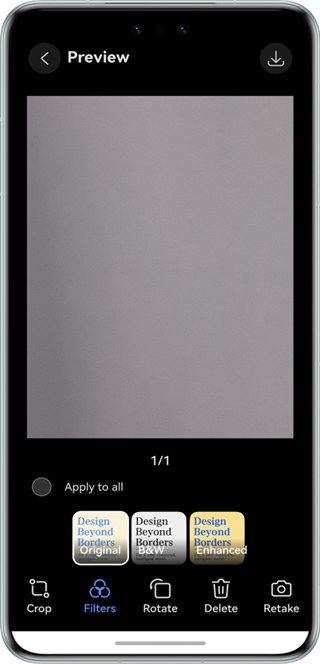 Preview
1/1
Apply to all
Design
Beyond
Borders
Original
Design
Beyond
Borders
B&W
Design
Beyond
Borders
Enhanced
Crop
Filters
Rotate
Delete
Retake